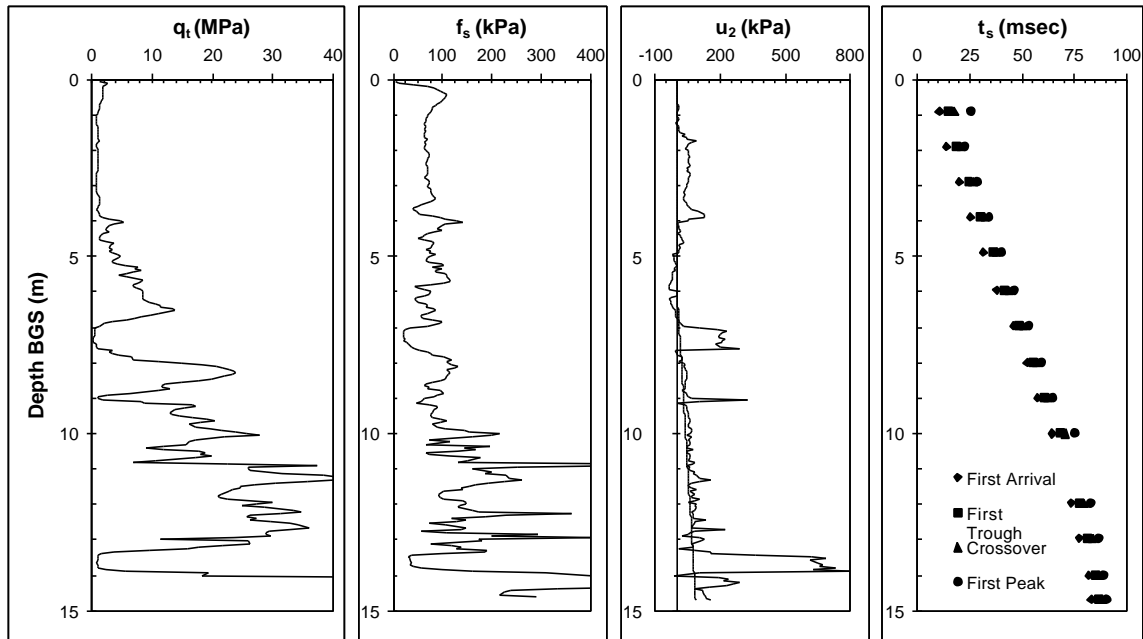 qt (MPa)
0 10 20 30 40
0
5
10
15
Depth BGS (m)
fs (kPa)
0 100 200 300 400
0
5
10
15
u2 (kPa)
-100 200 500 800
0
5
10
15
ts (msec)
0 25 50 75 100
0
5
10
15
First Arrival
First
Trough
Crossover
First Peak